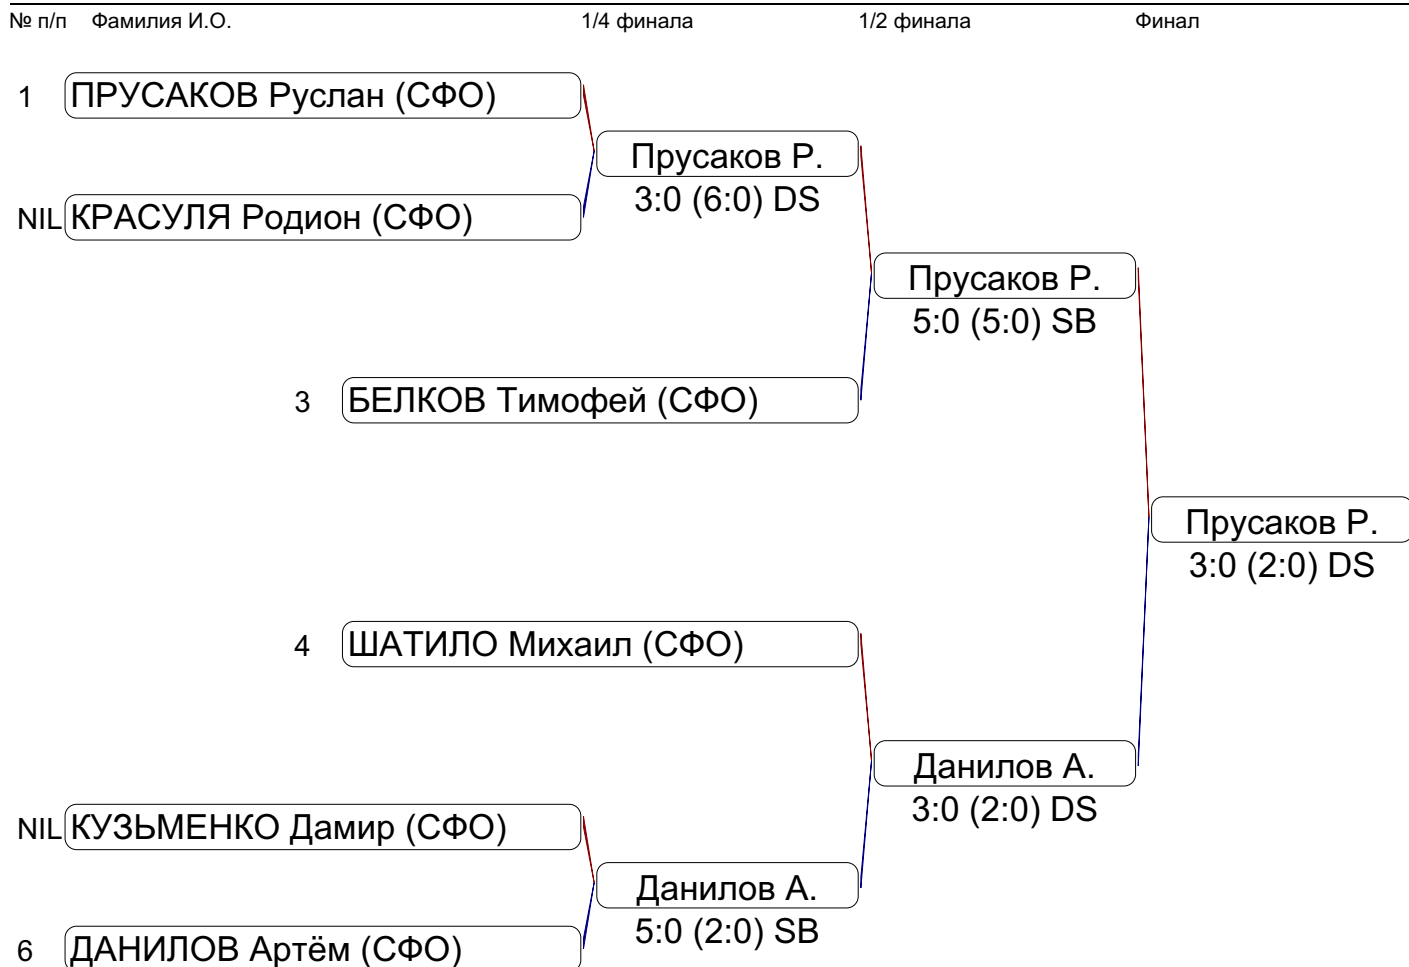 № п/п Фамилия И.О. 1/4 финала 1/2 финала Финал
1 ПРУСАКОВ Руслан (СФО)
Прусаков Р.
3:0 (6:0) DS
NIL КРАСУЛЯ Родион (СФО)
Прусаков Р.
5:0 (5:0) SB
3 БЕЛКОВ Тимофей (СФО)
Прусаков Р.
3:0 (2:0) DS
4 ШАТИЛО Михаил (СФО)
Данилов А.
3:0 (2:0) DS
NIL КУЗЬМЕНКО Дамир (СФО)
Данилов А.
5:0 (2:0) SB
6 ДАНИЛОВ Артём (СФО)